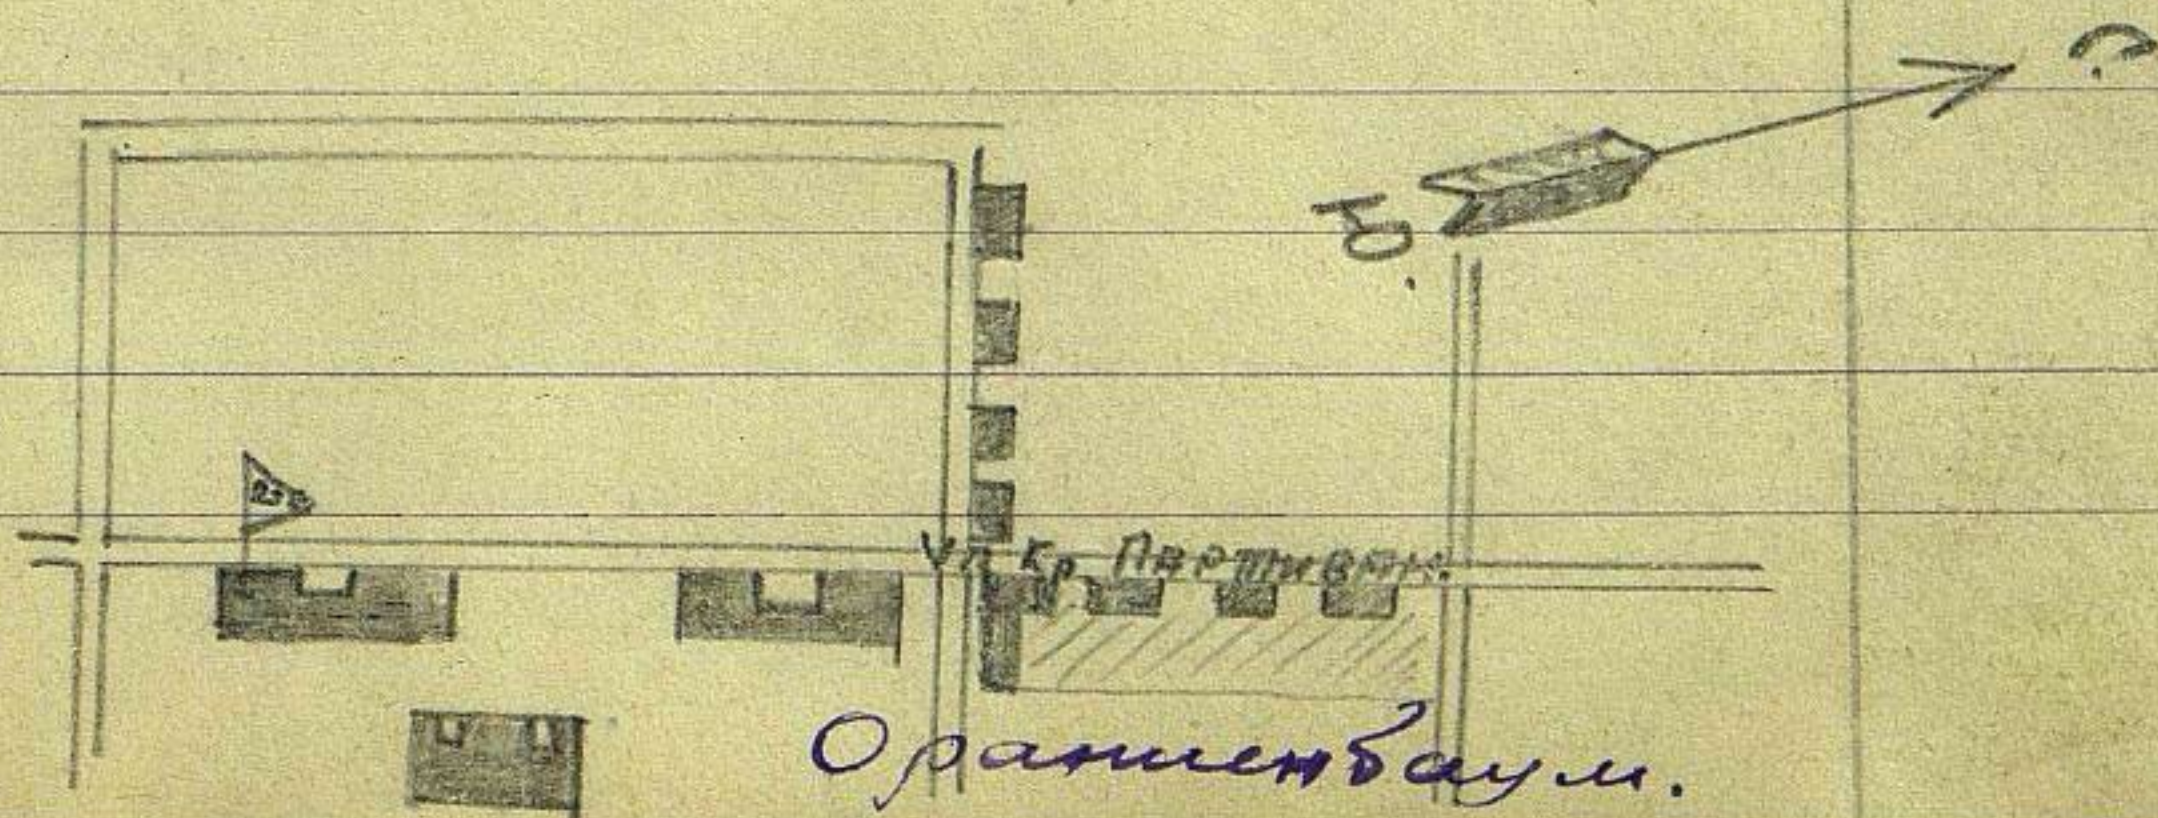 С.
Ю.
Ул. Кр. Партизан.
Ораниенбаум.